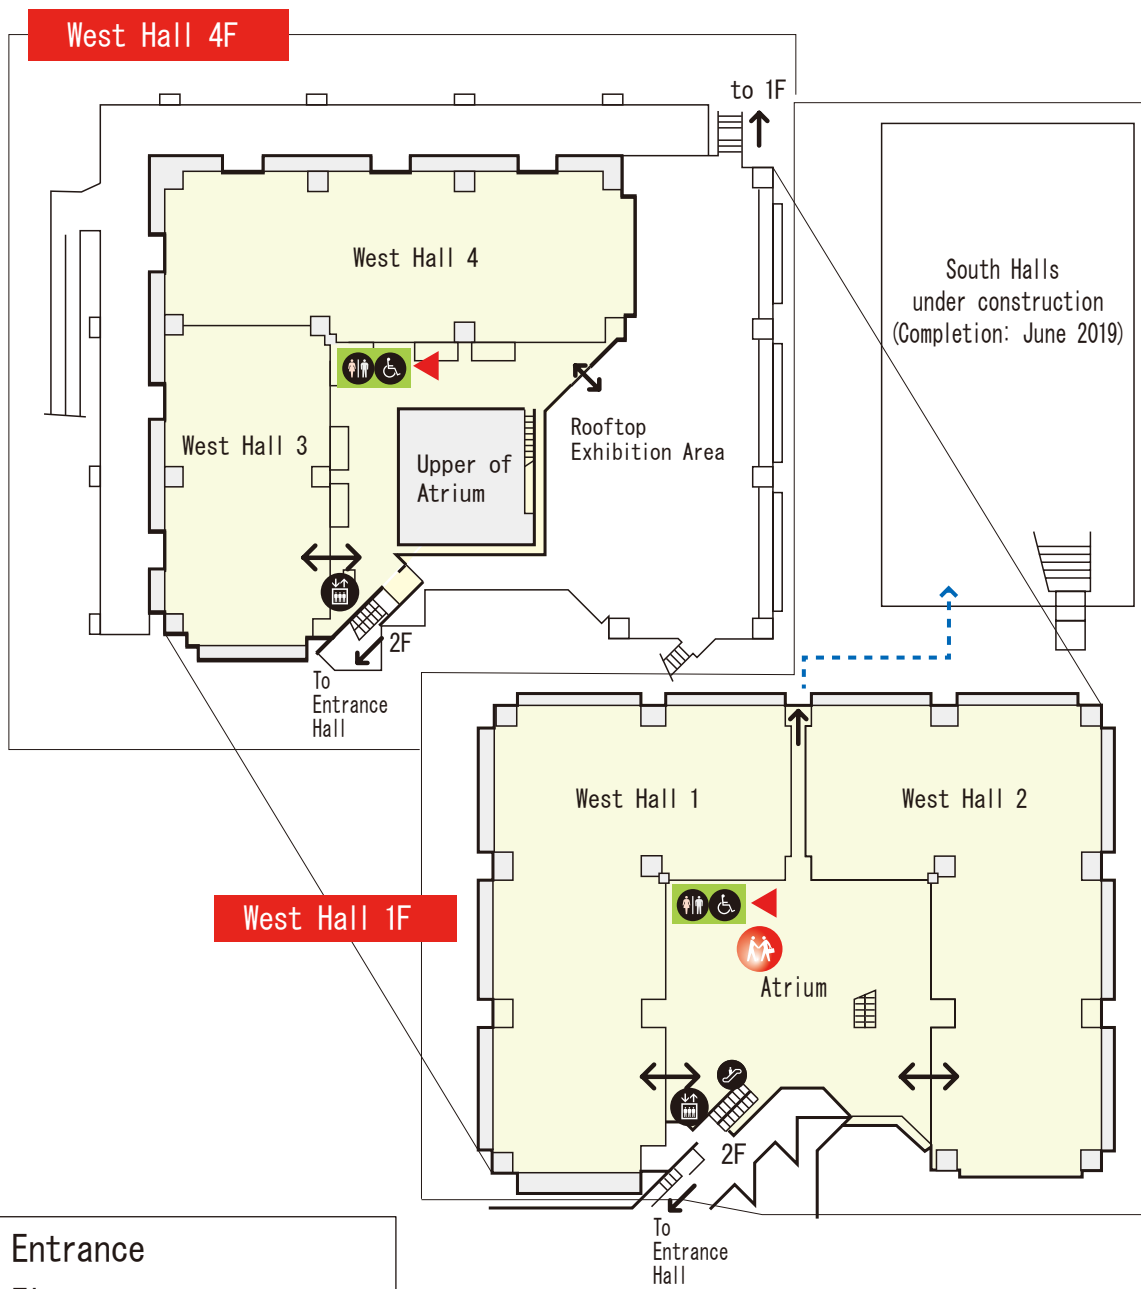 West Hall 4F
to 1F
West Hall 4
South Halls
under construction
(Completion: June 2019)
West Hall 3
Upper of
Atrium
Rooftop
Exhibition Area
2F
To
Entrance
Hall
West Hall 1
West Hall 2
West Hall 1F
Atrium
2F
To
Entrance
Hall
Entrance